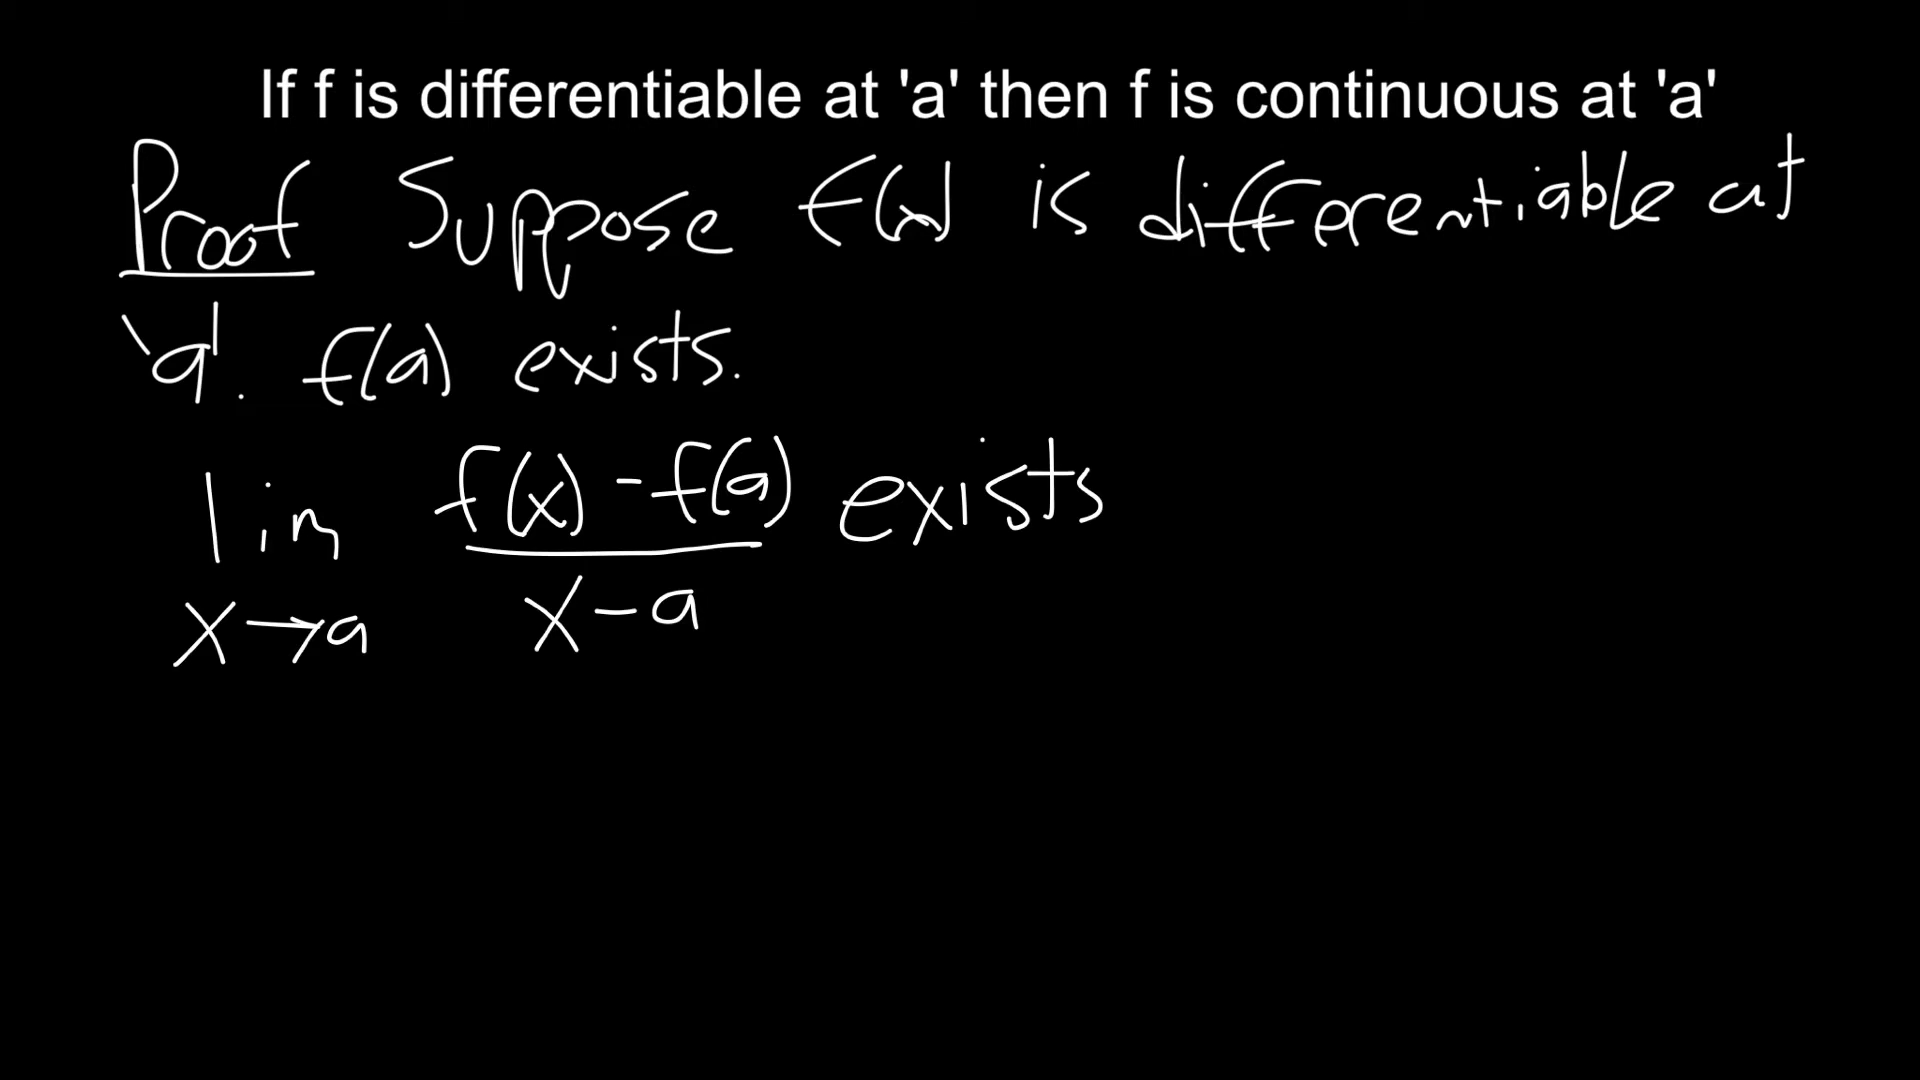 If f is differentiable at 'a' then f is continuous at 'a'
Proof Suppose f(x) is differentiable at
'a'. f(a) exists.
lim f(x) - f(a) exists
x→a x-a